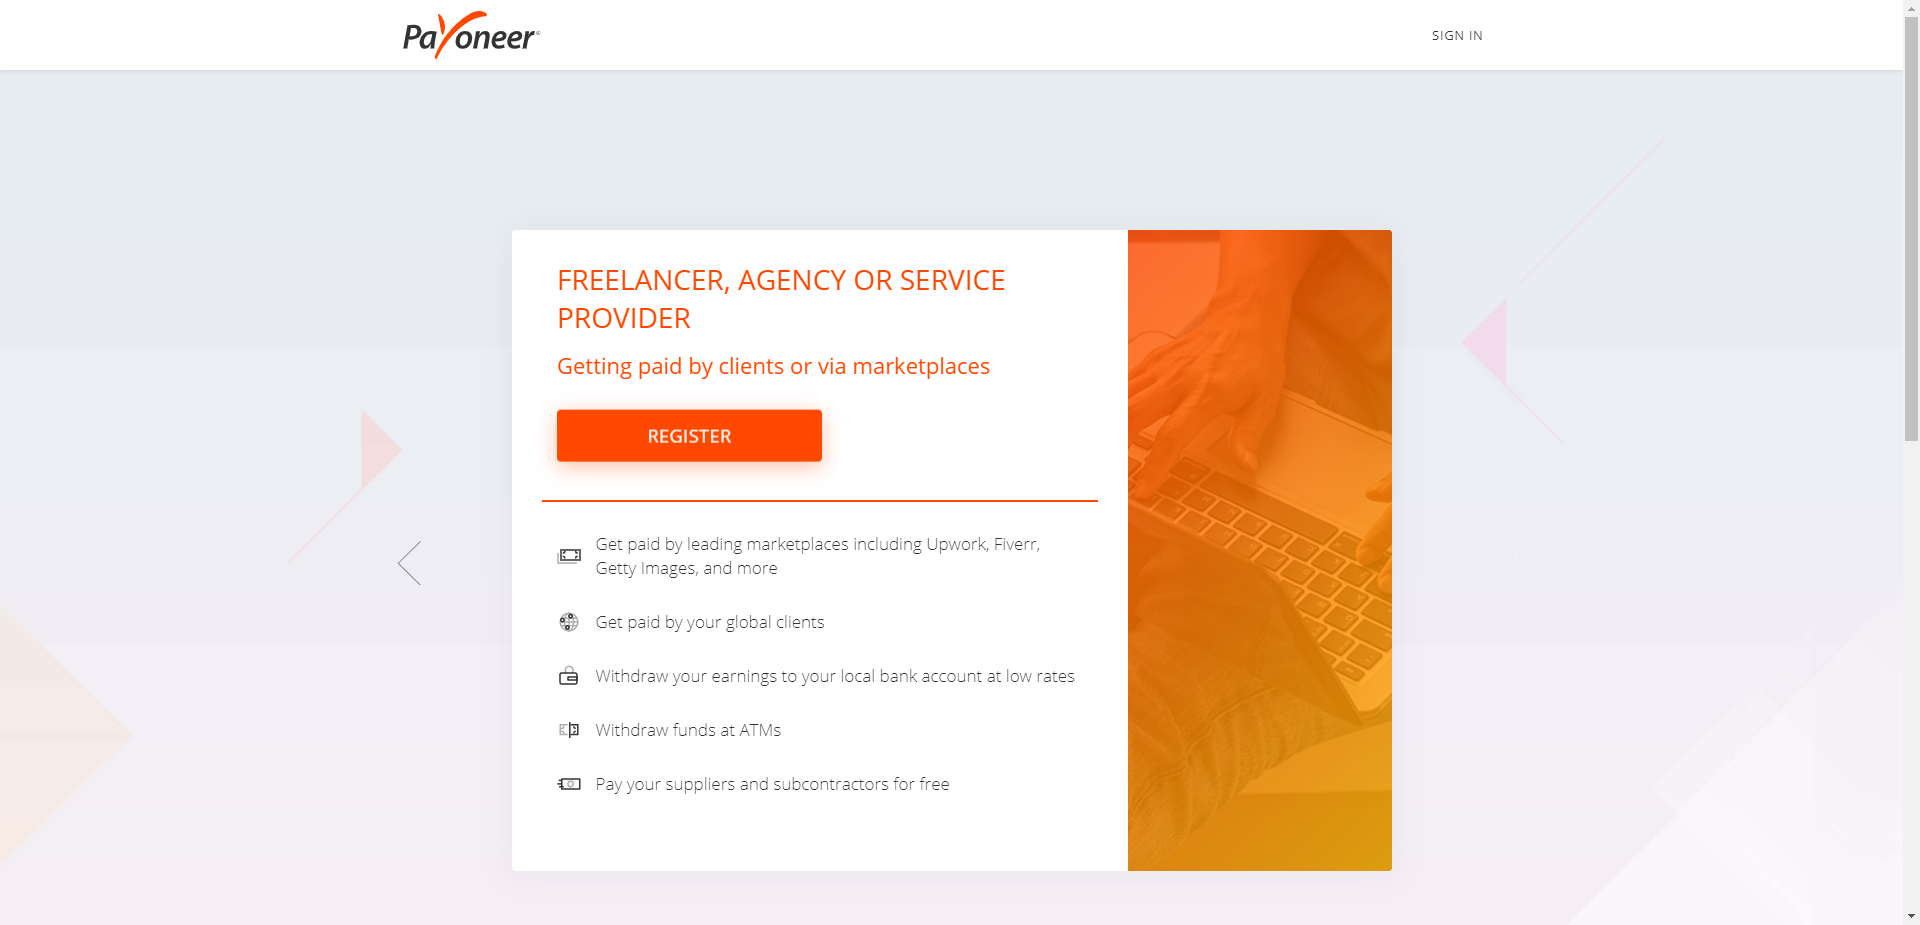 Payoneer
SIGN IN
FREELANCER, AGENCY OR SERVICE
PROVIDER
Getting paid by clients or via marketplaces
REGISTER
Get paid by leading marketplaces including Upwork, Fiverr,
Getty Images, and more
Get paid by your global clients
Withdraw your earnings to your local bank account at low rates
Withdraw funds at ATMs
Pay your suppliers and subcontractors for free